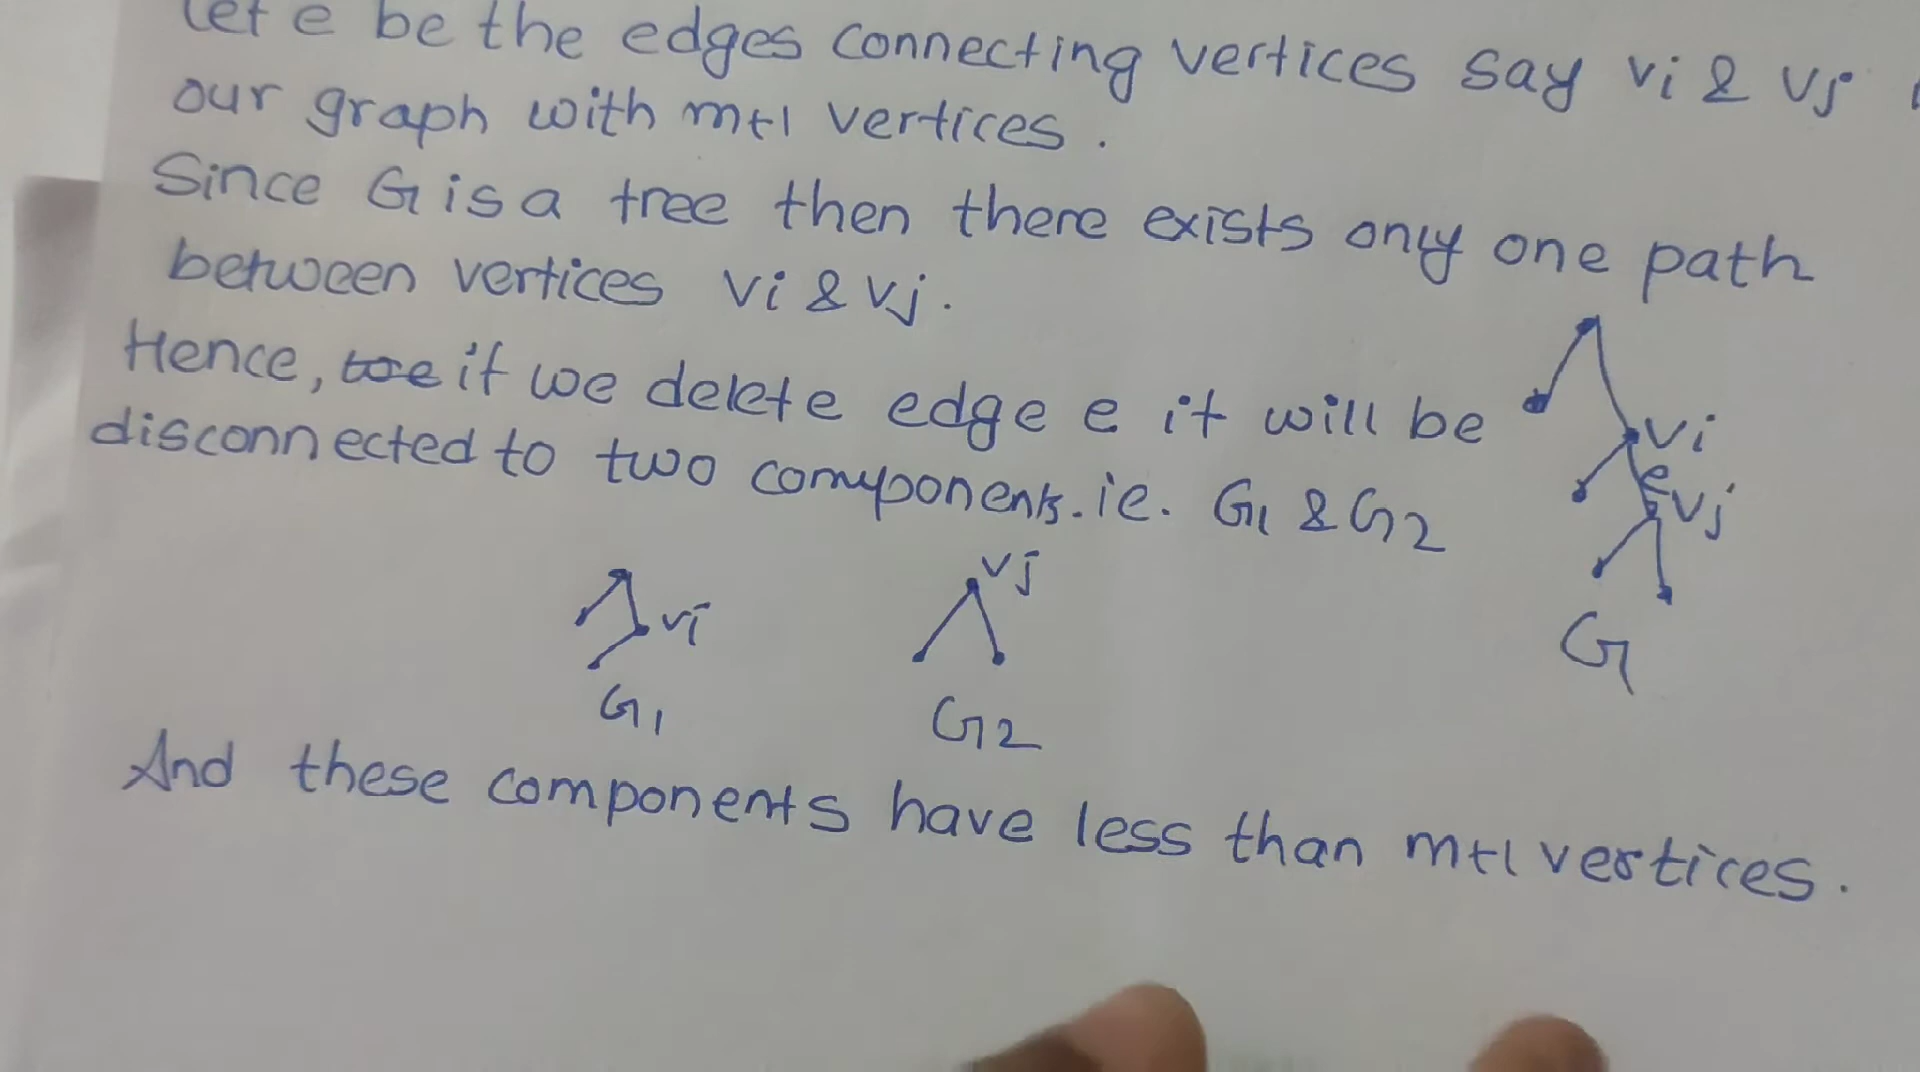 let e be the edges connecting vertices say vi & vj
our graph with m+1 vertices.
Since G is a tree then there exists only one path
between vertices vi & vj.
Hence, if we delete edge e it will be
disconnected to two components. ie. G1 & G2
vi
e
vj
G
vi
G1
vj
G2
And these components have less than m+1 vertices.